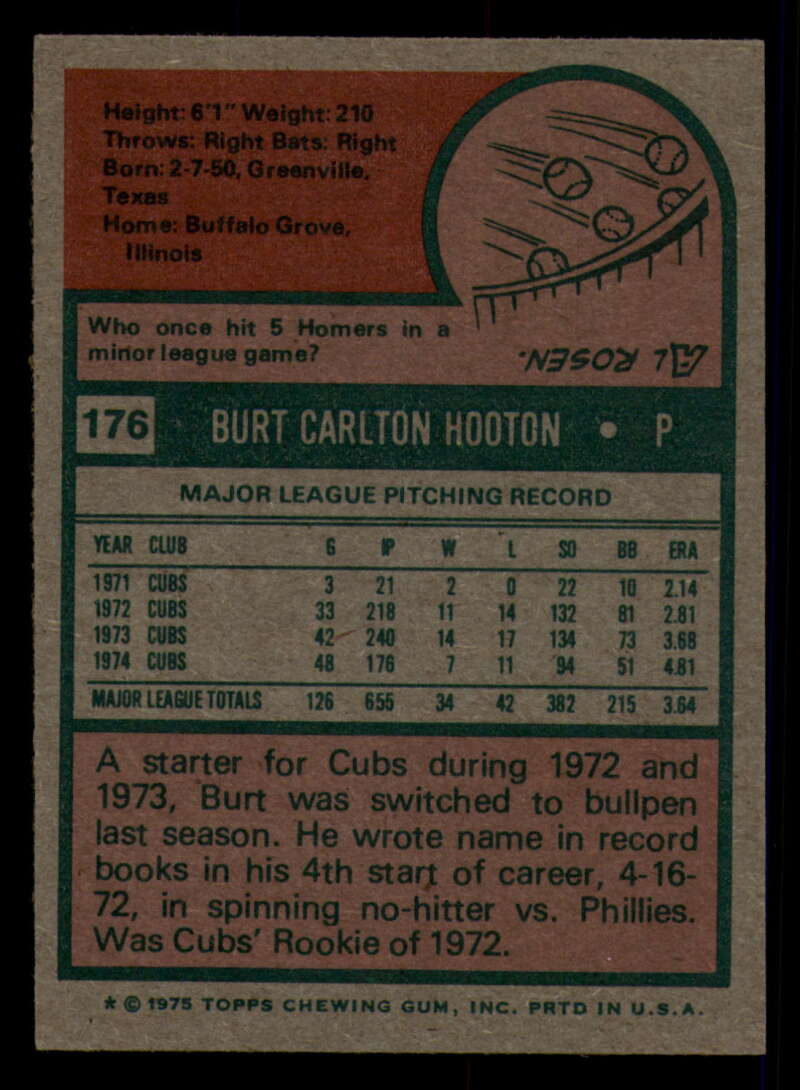 Height: 6'1" Weight: 210
Throws: Right Bats: Right
Born: 2-7-50, Greenville,
Texas
Home: Buffalo Grove,
Illinois
Who once hit 5 Homers in a
minor league game?
AL ROSEN.
176 BURT CARLTON HOOTON • P
MAJOR LEAGUE PITCHING RECORD
YEAR CLUB G IP W L SO BB ERA
1971 CUBS 3 21 2 0 22 10 2.14
1972 CUBS 33 218 11 14 132 81 2.81
1973 CUBS 42 240 14 17 134 73 3.68
1974 CUBS 48 176 7 11 94 51 4.81
MAJOR LEAGUE TOTALS 126 655 34 42 382 215 3.64
A starter for Cubs during 1972 and
1973, Burt was switched to bullpen
last season. He wrote name in record
books in his 4th start of career, 4-16-
72, in spinning no-hitter vs. Phillies.
Was Cubs' Rookie of 1972.
* © 1975 TOPPS CHEWING GUM, INC. PRTD IN U.S.A.